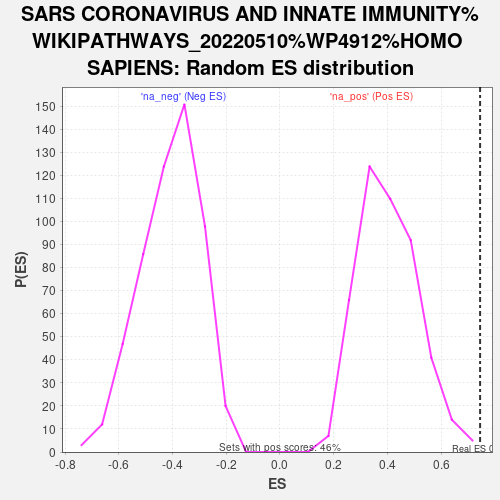 SARS CORONAVIRUS AND INNATE IMMUNITY%
WIKIPATHWAYS_20220510%WP4912%HOMO
SAPIENS: Random ES distribution
'na_neg' (Neg ES)
'na_pos' (Pos ES)
150
140
130
120
110
100
90
80
70
60
50
40
30
20
10
0
P(ES)
Sets with pos scores: 46%
Real ES 0
-0.8
-0.6
-0.4
-0.2
0.0
0.2
0.4
0.6
ES